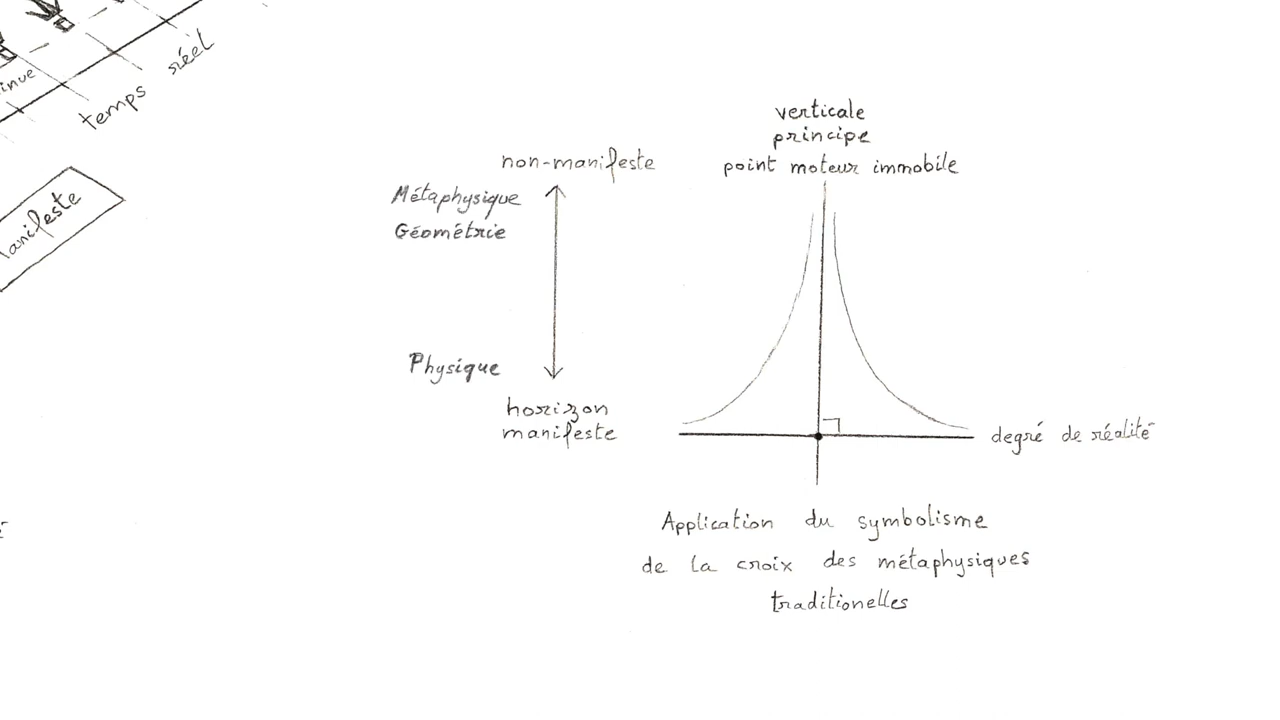 réel
temps
inue
manifeste
verticale
principe
point moteur immobile
non-manifeste
Métaphysique
Géométrie
Physique
horizon
manifeste
degré de réalité
Application du symbolisme
de la croix des métaphysiques
traditionelles